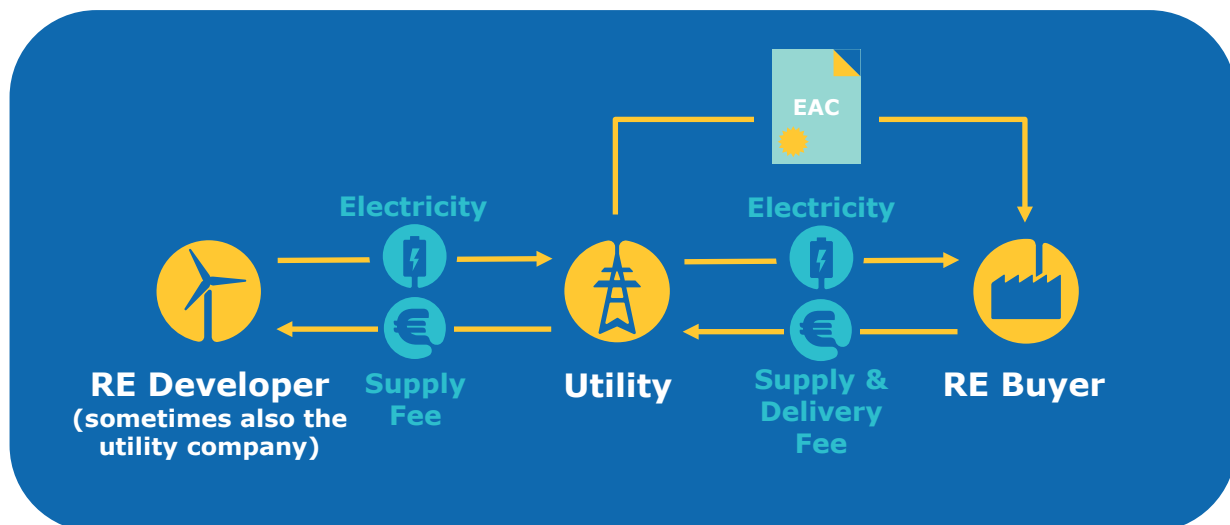 EAC
Electricity
Electricity
RE Developer
(sometimes also the
utility company)
Supply
Fee
Utility
Supply &
Delivery
Fee
RE Buyer